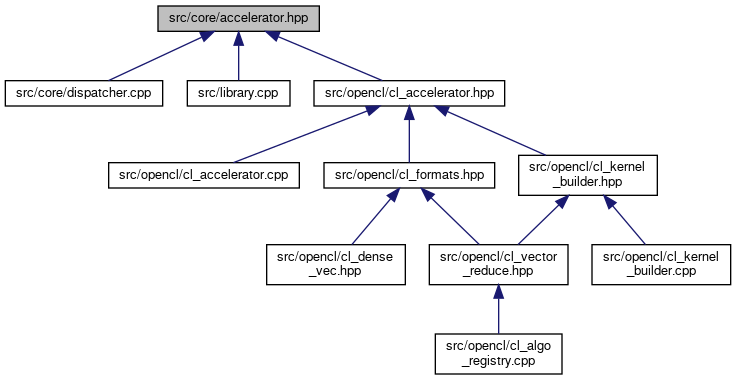 src/core/accelerator.hpp
src/core/dispatcher.cpp
src/library.cpp
src/opencl/cl_accelerator.hpp
src/opencl/cl_accelerator.cpp
src/opencl/cl_formats.hpp
src/opencl/cl_kernel
_builder.hpp
src/opencl/cl_dense
_vec.hpp
src/opencl/cl_vector
_reduce.hpp
src/opencl/cl_kernel
_builder.cpp
src/opencl/cl_algo
_registry.cpp